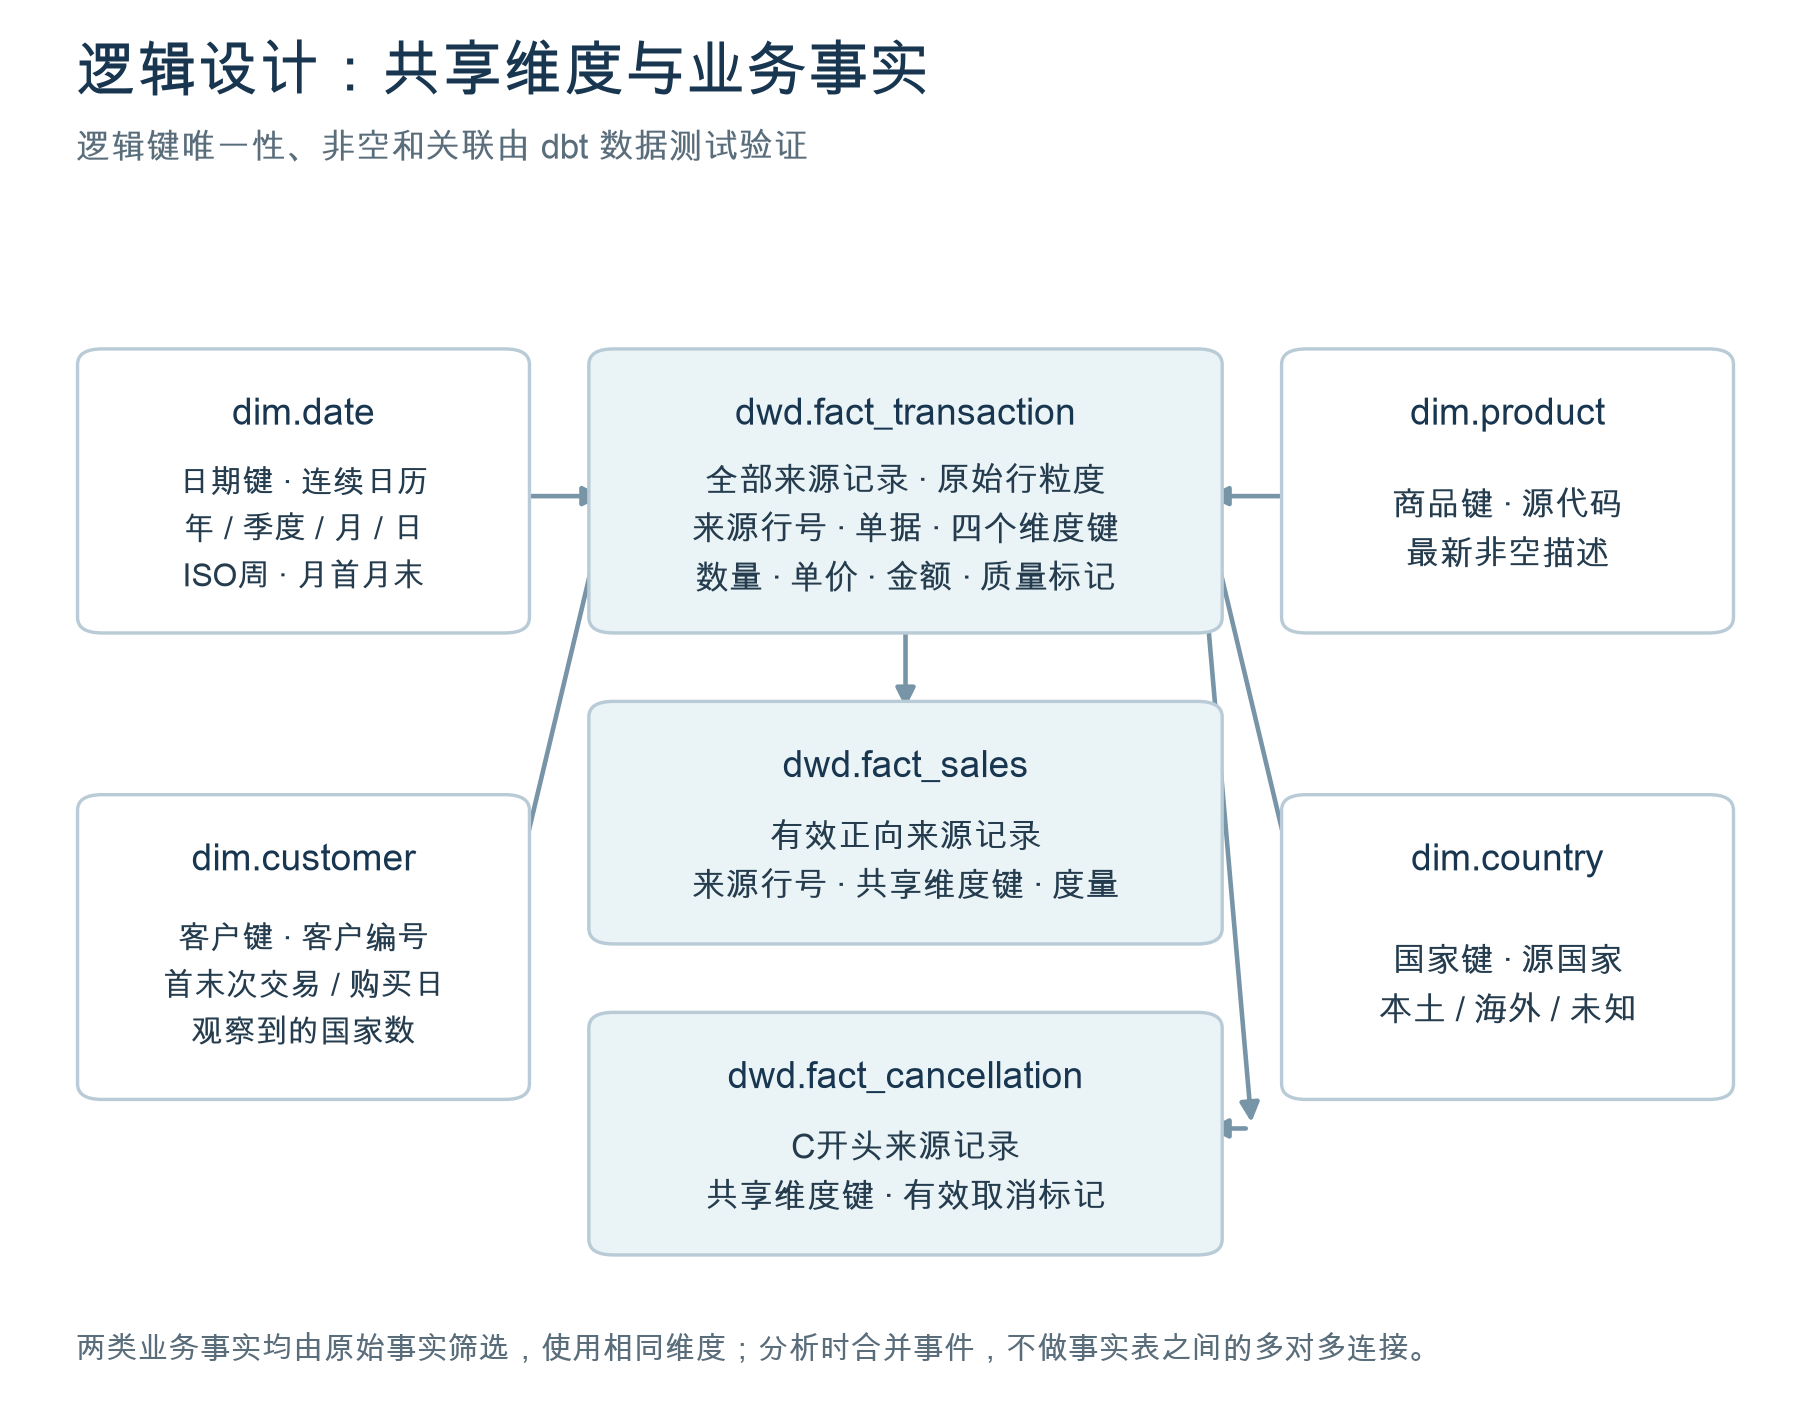 逻辑设计：共享维度与业务事实
逻辑键唯一性、非空和关联由 dbt 数据测试验证
dim.date
日期键 · 连续日历
年 / 季度 / 月 / 日
ISO周 · 月首月末
dwd.fact_transaction
全部来源记录 · 原始行粒度
来源行号 · 单据 · 四个维度键
数量 · 单价 · 金额 · 质量标记
dim.product
商品键 · 源代码
最新非空描述
dwd.fact_sales
有效正向来源记录
来源行号 · 共享维度键 · 度量
dim.customer
客户键 · 客户编号
首末次交易 / 购买日
观察到的国家数
dim.country
国家键 · 源国家
本土 / 海外 / 未知
dwd.fact_cancellation
C开头来源记录
共享维度键 · 有效取消标记
两类业务事实均由原始事实筛选，使用相同维度；分析时合并事件，不做事实表之间的多对多连接。